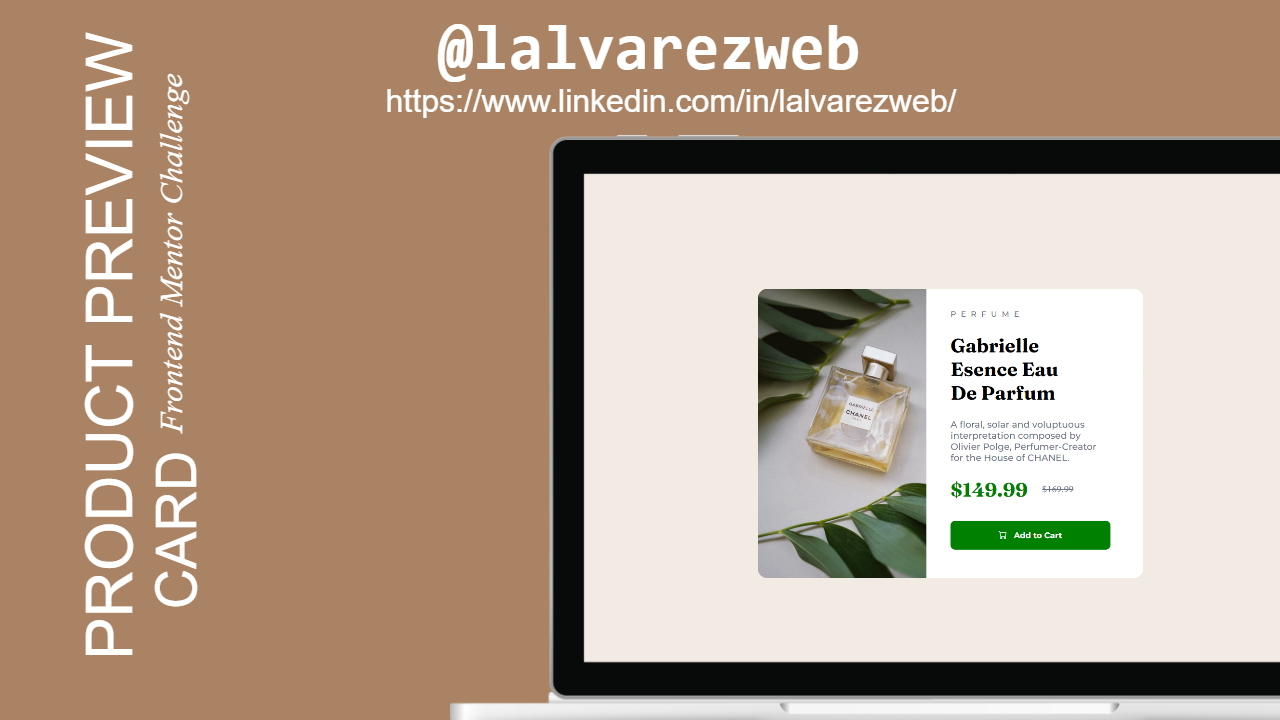 @lalvarezweb
https://www.linkedin.com/in/lalvarezweb/
PRODUCT PREVIEW
CARD Frontend Mentor Challenge
PERFUME
Gabrielle
Esence Eau
De Parfum
A floral, solar and voluptuous
interpretation composed by
Olivier Polge, Perfumer-Creator
for the House of CHANEL.
$149.99 $169.99
Add to Cart
GABRIELLE
CHANEL